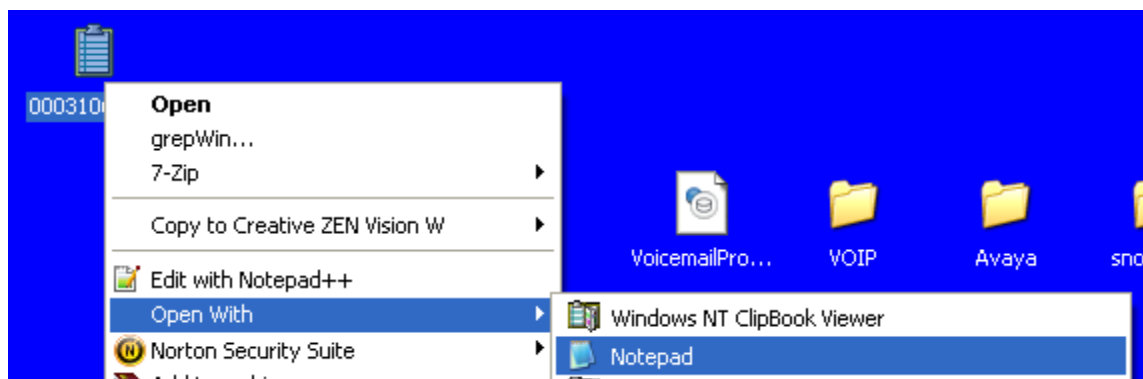 000310
Open
grepWin...
7-Zip
Copy to Creative ZEN Vision W
Edit with Notepad++
Open With
Norton Security Suite
VoicemailPro...
VOIP
Avaya
sno
Windows NT ClipBook Viewer
Notepad